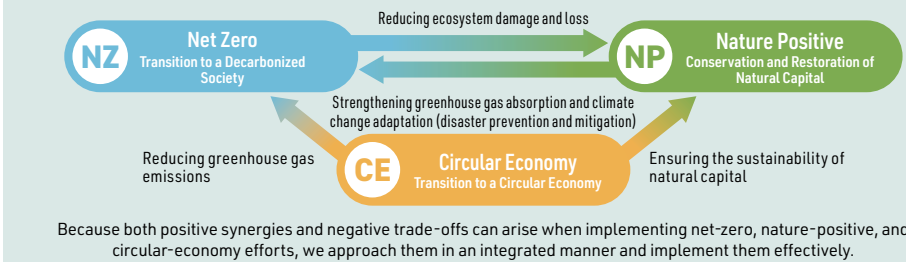 Reducing ecosystem damage and loss
NZ
Net Zero
Transition to a Decarbonized
Society
NP
Nature Positive
Conservation and Restoration of
Natural Capital
Strengthening greenhouse gas absorption and climate
change adaptation (disaster prevention and mitigation)
Reducing greenhouse gas
emissions
CE
Circular Economy
Transition to a Circular Economy
Ensuring the sustainability of
natural capital
Because both positive synergies and negative trade-offs can arise when implementing net-zero, nature-positive, and
circular-economy efforts, we approach them in an integrated manner and implement them effectively.